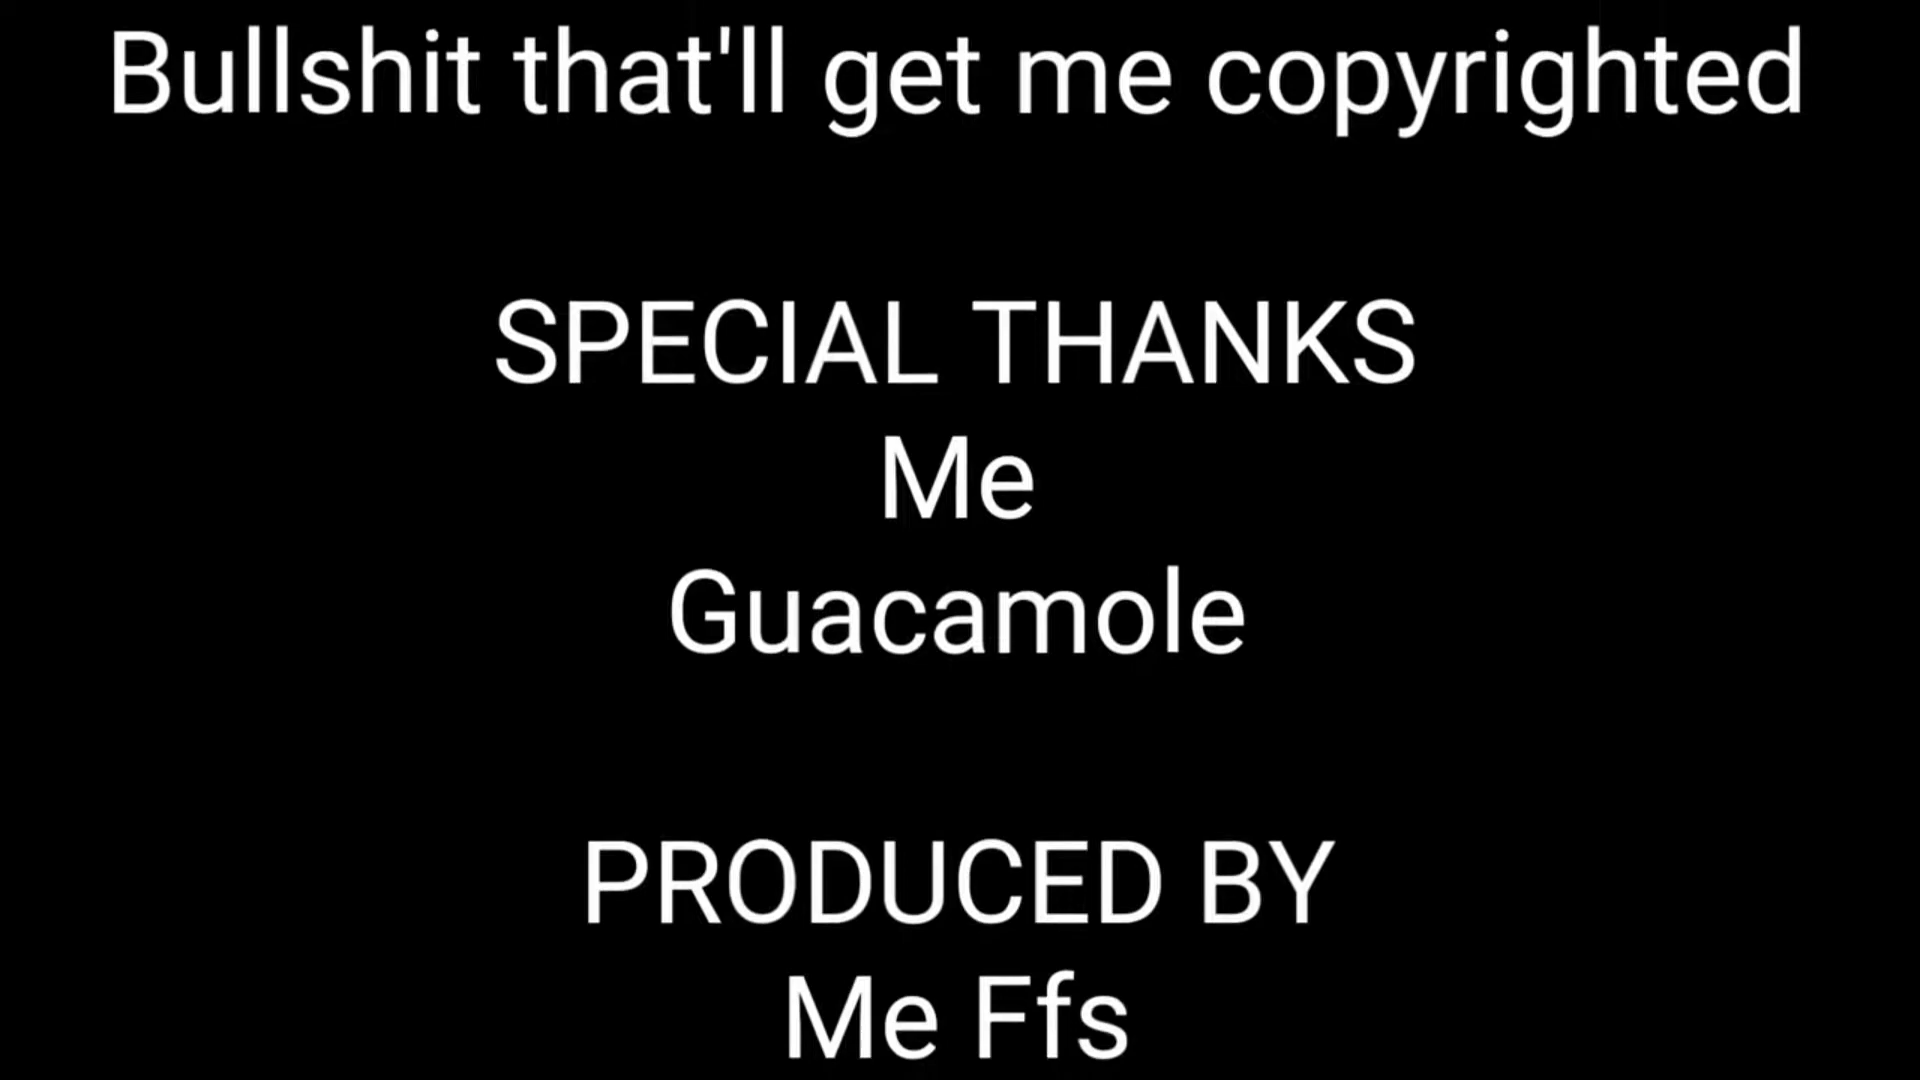 Bullshit that'll get me copyrighted
SPECIAL THANKS
Me
Guacamole
PRODUCED BY
Me Ffs